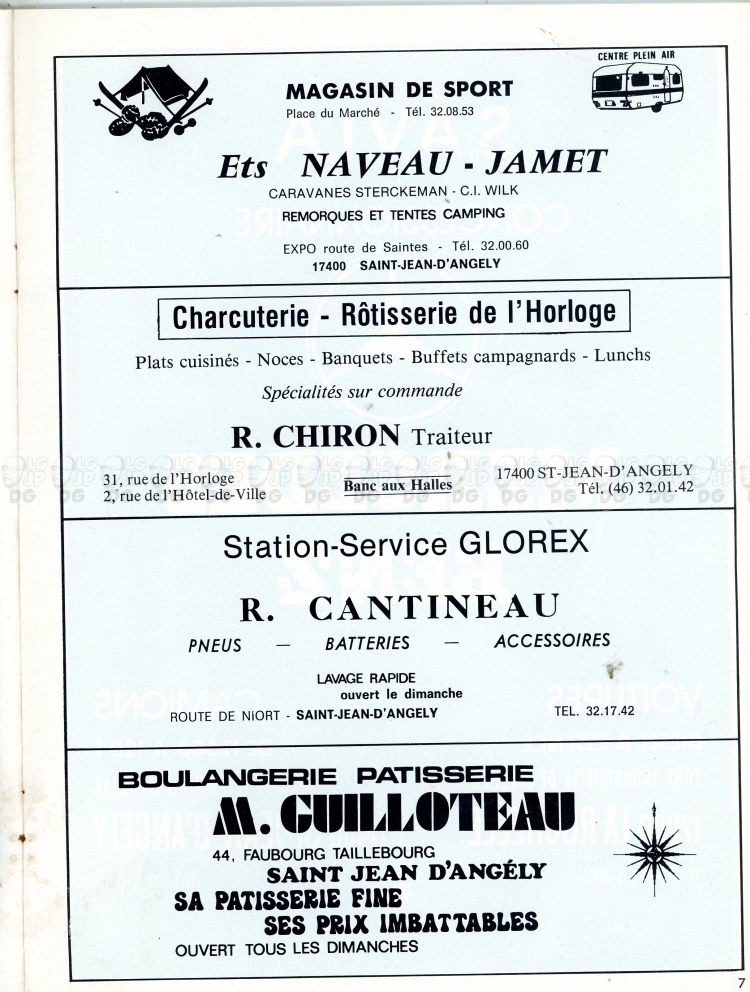 CENTRE PLEIN AIR
MAGASIN DE SPORT
Place du Marché - Tél. 32.08.53
Ets NAVEAU - JAMET
CARAVANES STERCKEMAN - C.I. WILK
REMORQUES ET TENTES CAMPING
EXPO route de Saintes - Tél. 32.00.60
17400 SAINT-JEAN-D'ANGELY
Charcuterie - Rôtisserie de l'Horloge
Plats cuisinés - Noces - Banquets - Buffets campagnards - Lunchs
Spécialités sur commande
R. CHIRON Traiteur
31, rue de l'Horloge
2, rue de l'Hôtel-de-Ville
Banc aux Halles
17400 ST-JEAN-D'ANGELY
Tél. (46) 32.01.42
Station-Service GLOREX
R. CANTINEAU
PNEUS — BATTERIES — ACCESSOIRES
LAVAGE RAPIDE
ouvert le dimanche
ROUTE DE NIORT - SAINT-JEAN-D'ANGELY TEL. 32.17.42
BOULANGERIE PATISSERIE
M. GUILLOTEAU
44, FAUBOURG TAILLEBOURG
SAINT JEAN D'ANGÉLY
SA PATISSERIE FINE
SES PRIX IMBATTABLES
OUVERT TOUS LES DIMANCHES
7